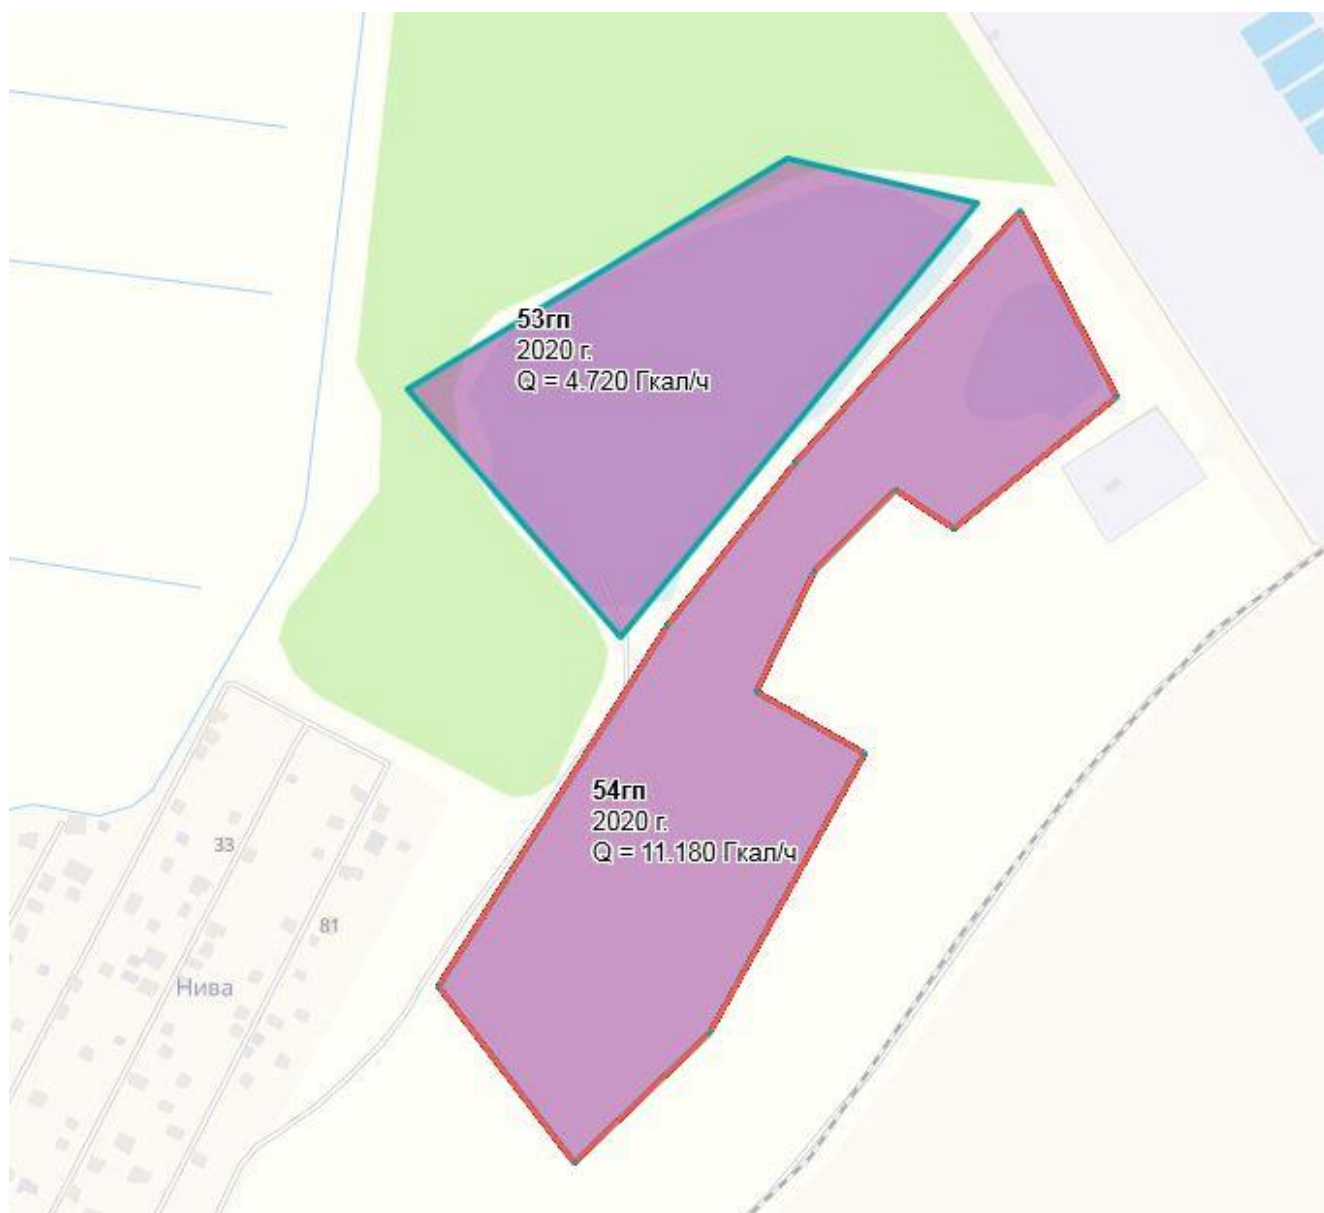 53гп
2020 г.
Q = 4.720 Гкал/ч
54гп
2020 г.
Q = 11.180 Гкал/ч
33
81
Нива